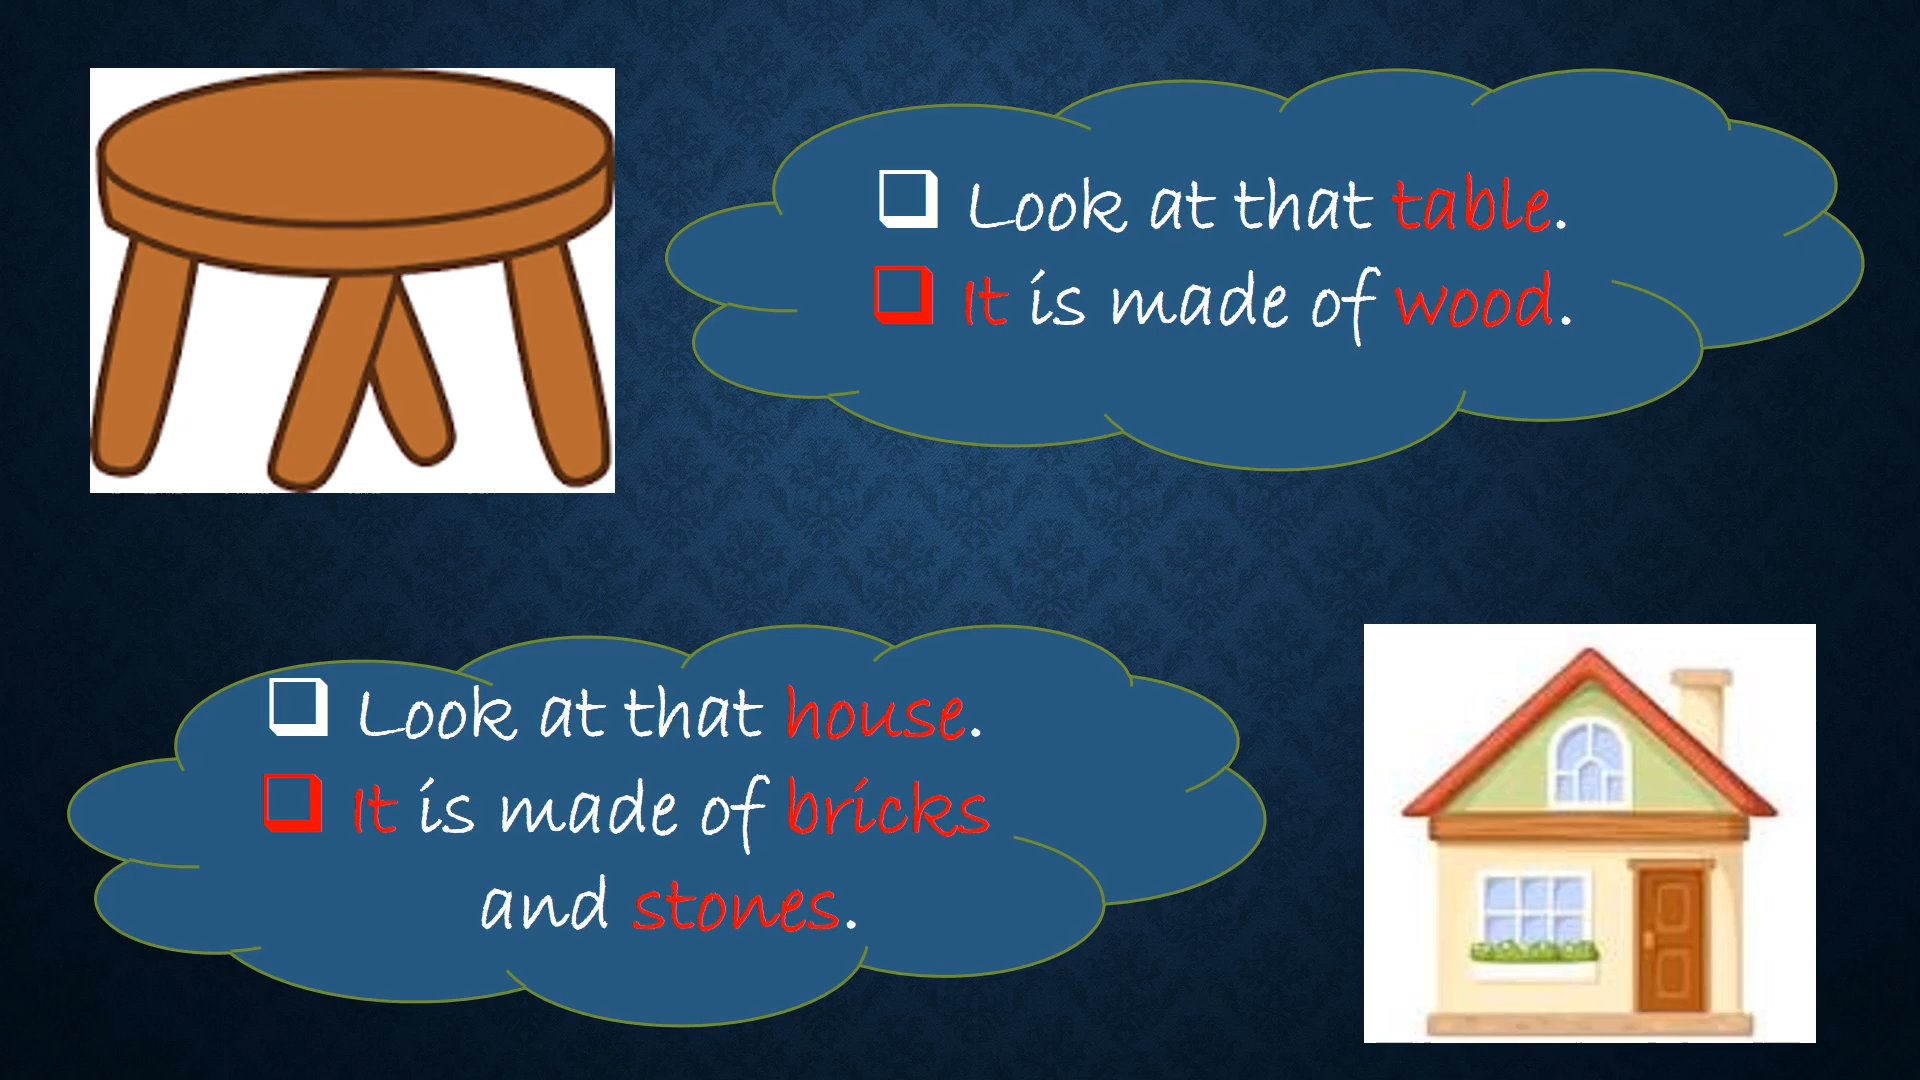 ❑ Look at that table.
❑ It is made of wood.
❑ Look at that house.
❑ It is made of bricks
and stones.